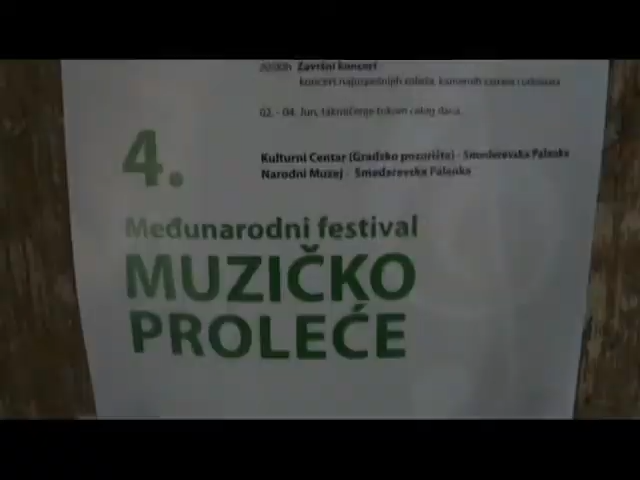 Završni koncert
02. - 04. Jun, takmičenje tokom celog dana.
Kulturni Centar (Gradsko pozorište) - Smederevska Palanka
Narodni Muzej - Smederevska Palanka
4.
Međunarodni festival
MUZIČKO
PROLEĆE